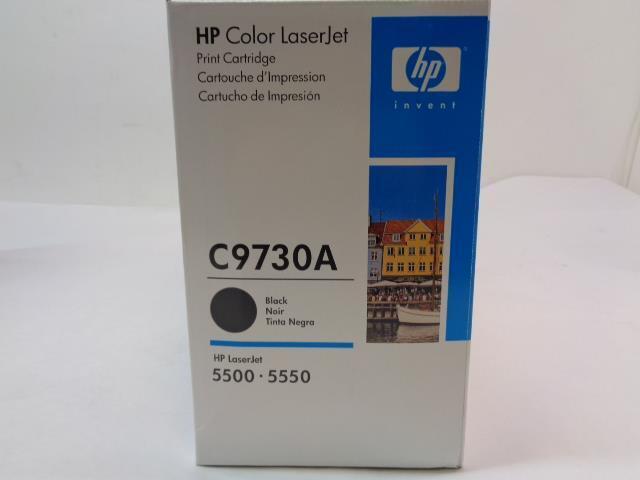 HP Color LaserJet
Print Cartridge
Cartouche d'Impression
Cartucho de Impresión
hp
invent
C9730A
Black
Noir
Tinta Negra
HP LaserJet
5500 · 5550